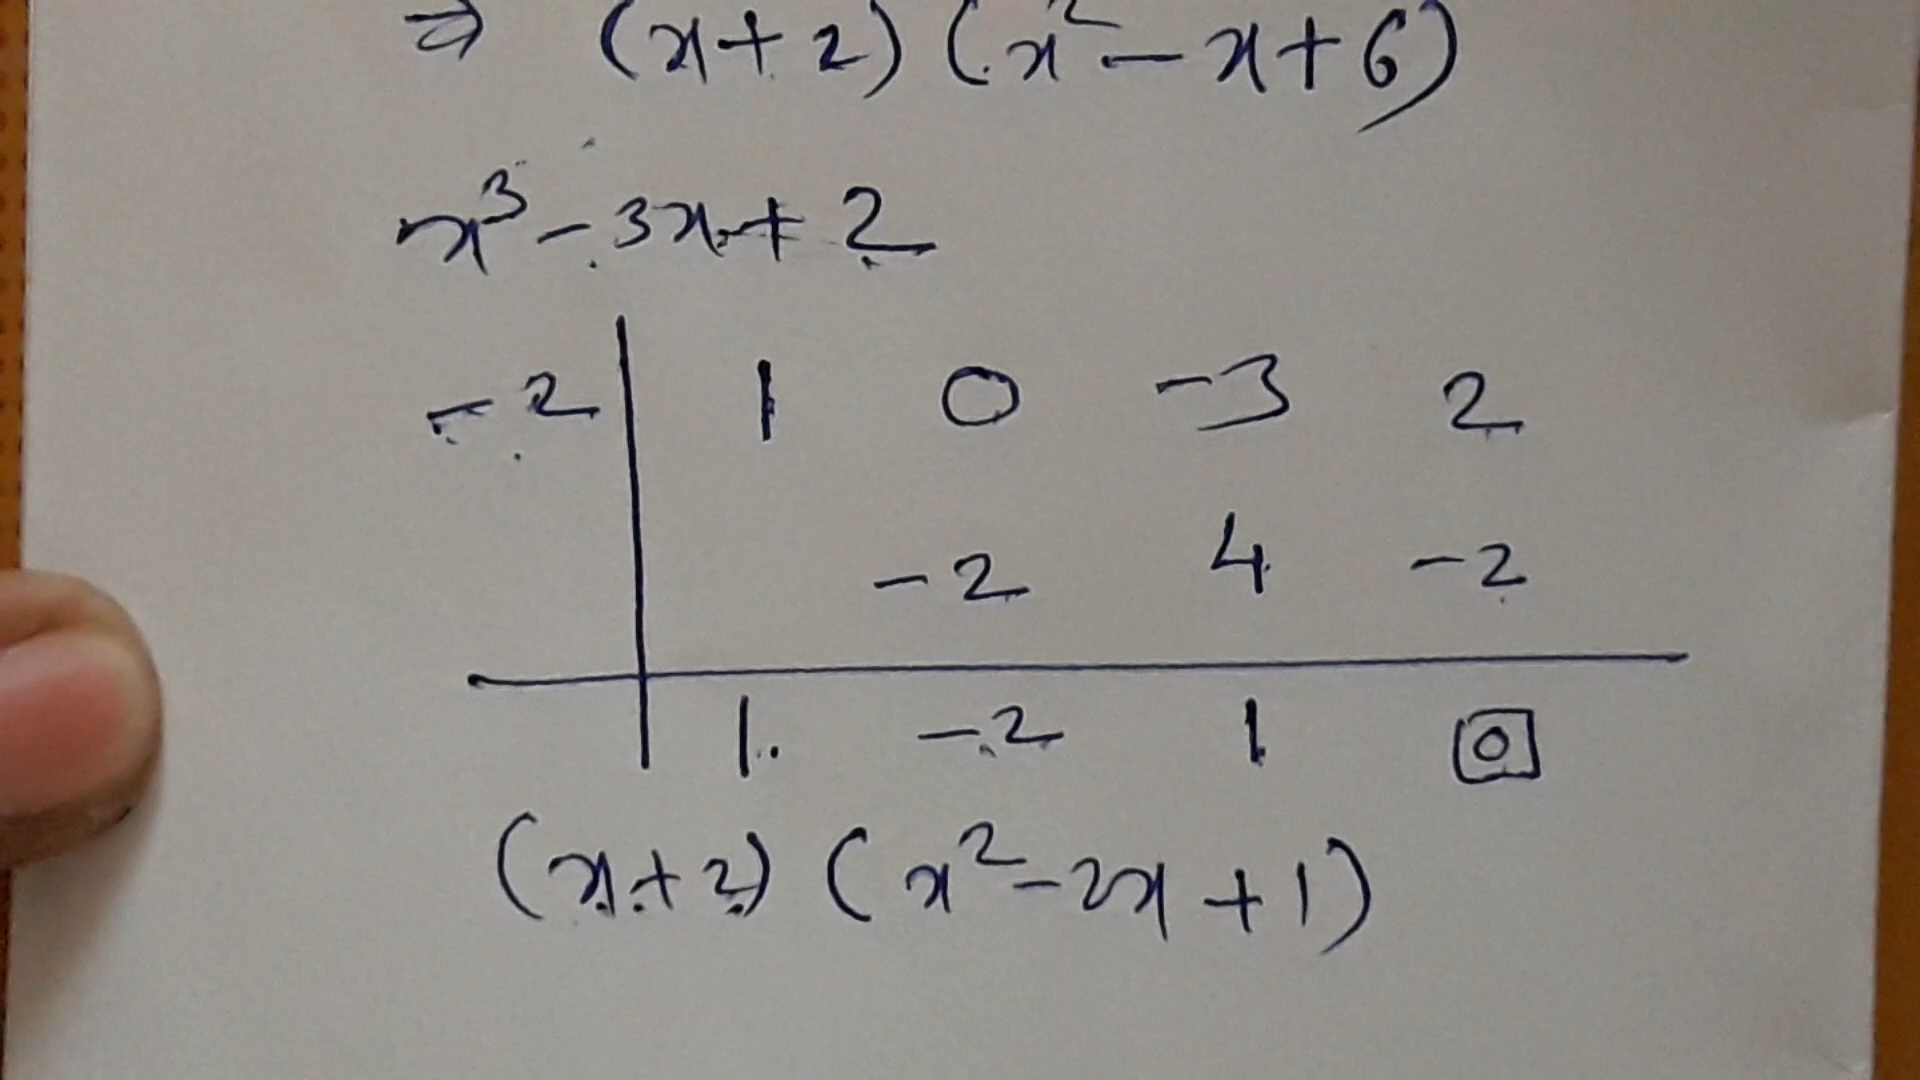 ⇒ (x+2) (x²-x+6)
x³-3x+2
-2 | 1 0 -3 2
-2 4 -2
1 -2 1 0
(x+2) (x²-2x+1)